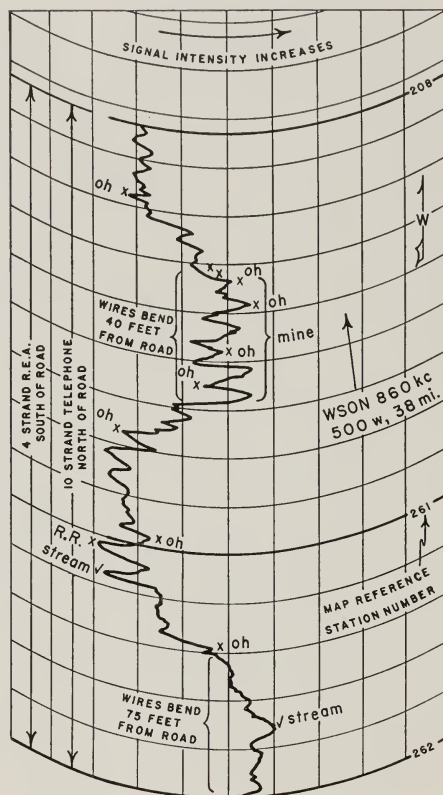 SIGNAL INTENSITY INCREASES
208
oh x
W
x
x
x oh
x oh
WIRES BEND
40 FEET
FROM ROAD
mine
x oh
oh
x
WSON 860 kc
500 w, 38 mi.
4 STRAND R.E.A.
SOUTH OF ROAD
10 STRAND TELEPHONE
NORTH OF ROAD
oh
x
261
R.R. x
x oh
stream ✓
MAP REFERENCE
STATION NUMBER
x oh
WIRES BEND
75 FEET
FROM ROAD
✓ stream
262